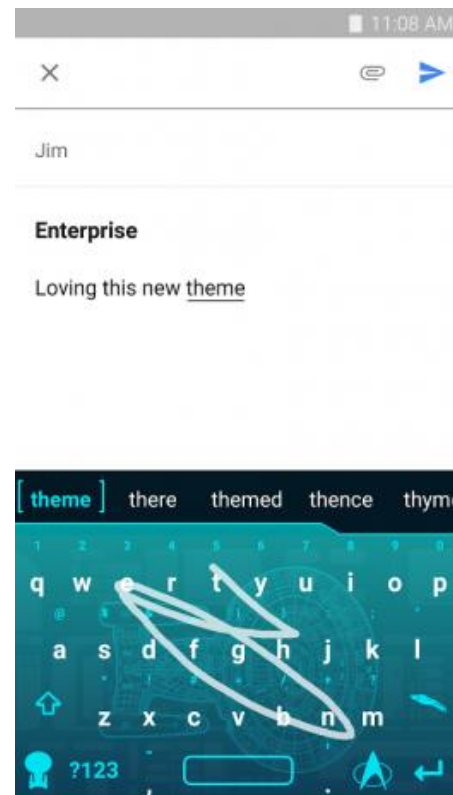 11:08 AM
Jim
Enterprise
Loving this new theme
[ theme ] there themed thence thym
1 2 3 4 5 6 7 8 9 0
q w e r t y u i o p
a s d f g h j k l
z x c v b n m
?123